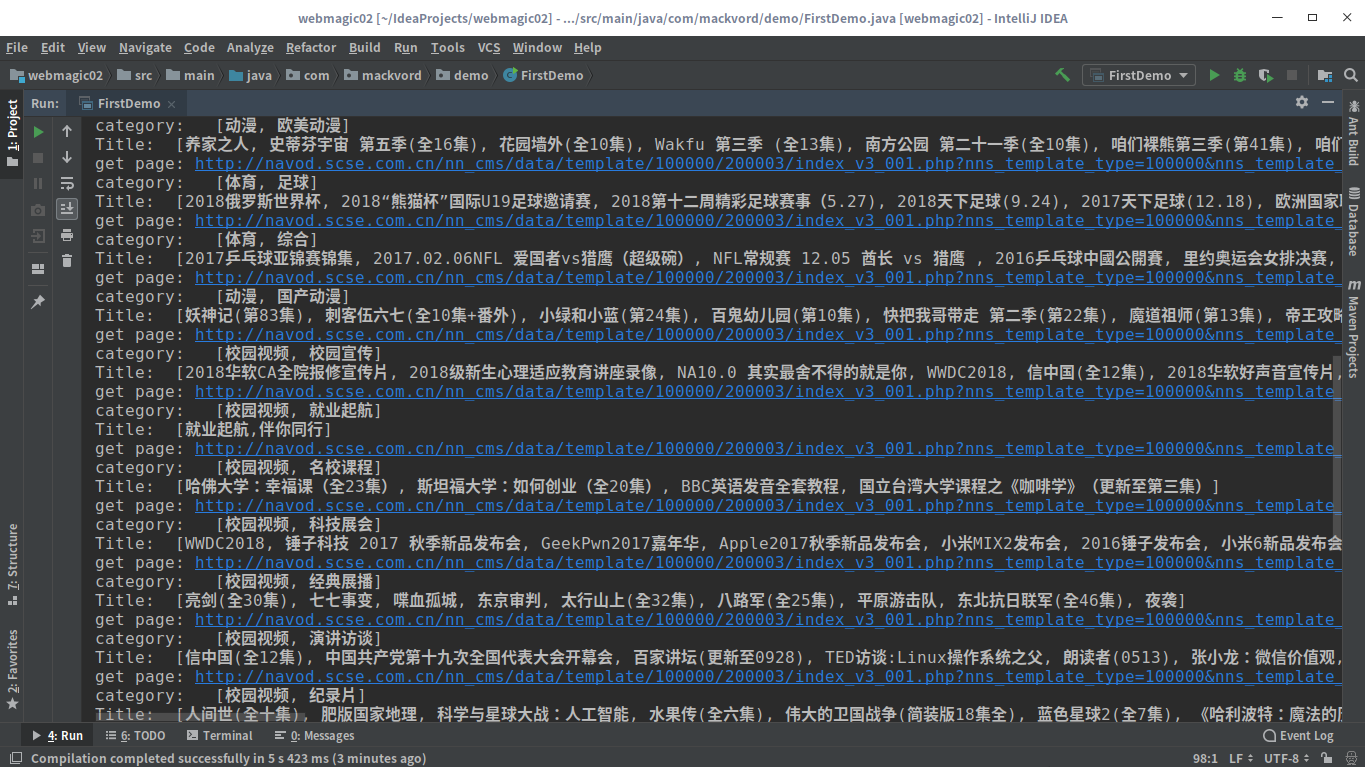 webmagic02 [~/IdeaProjects/webmagic02] - .../src/main/java/com/mackvord/demo/FirstDemo.java [webmagic02] - IntelliJ IDEA
File Edit View Navigate Code Analyze Refactor Build Run Tools VCS Window Help
webmagic02 src main java com mackvord demo FirstDemo FirstDemo
Run: FirstDemo
1: Project
7: Structure
2: Favorites
Ant Build
Database
Maven Projects
category: [动漫, 欧美动漫]
Title: [养家之人, 史蒂芬宇宙 第五季(全16集), 花园墙外(全10集), Wakfu 第三季 (全13集), 南方公园 第二十一季(全10集), 咱们裸熊第三季(第41集), 咱们
get page: http://navod.scse.com.cn/nn_cms/data/template/100000/200003/index_v3_001.php?nns_template_type=100000&nns_template_
category: [体育, 足球]
Title: [2018俄罗斯世界杯, 2018“熊猫杯”国际U19足球邀请赛, 2018第十二周精彩足球赛事（5.27), 2018天下足球(9.24), 2017天下足球(12.18), 欧洲国家
get page: http://navod.scse.com.cn/nn_cms/data/template/100000/200003/index_v3_001.php?nns_template_type=100000&nns_template_
category: [体育, 综合]
Title: [2017乒乓球亚锦赛锦集, 2017.02.06NFL 爱国者vs猎鹰（超级碗）, NFL常规赛 12.05 酋长 vs 猎鹰 , 2016乒乓球中國公開賽, 里约奥运会女排决赛,
get page: http://navod.scse.com.cn/nn_cms/data/template/100000/200003/index_v3_001.php?nns_template_type=100000&nns_template_
category: [动漫, 国产动漫]
Title: [妖神记(第83集), 刺客伍六七(全10集+番外), 小绿和小蓝(第24集), 百鬼幼儿园(第10集), 快把我哥带走 第二季(第22集), 魔道祖师(第13集), 帝王攻略
get page: http://navod.scse.com.cn/nn_cms/data/template/100000/200003/index_v3_001.php?nns_template_type=100000&nns_template_
category: [校园视频, 校园宣传]
Title: [2018华软CA全院报修宣传片, 2018级新生心理适应教育讲座录像, NA10.0 其实最舍不得的就是你, WWDC2018, 信中国(全12集), 2018华软好声音宣传片,
get page: http://navod.scse.com.cn/nn_cms/data/template/100000/200003/index_v3_001.php?nns_template_type=100000&nns_template_
category: [校园视频, 就业起航]
Title: [就业起航,伴你同行]
get page: http://navod.scse.com.cn/nn_cms/data/template/100000/200003/index_v3_001.php?nns_template_type=100000&nns_template_
category: [校园视频, 名校课程]
Title: [哈佛大学：幸福课（全23集）, 斯坦福大学：如何创业（全20集）, BBC英语发音全套教程, 国立台湾大学课程之《咖啡学》（更新至第三集）]
get page: http://navod.scse.com.cn/nn_cms/data/template/100000/200003/index_v3_001.php?nns_template_type=100000&nns_template_
category: [校园视频, 科技展会]
Title: [WWDC2018, 锤子科技 2017 秋季新品发布会, GeekPwn2017嘉年华, Apple2017秋季新品发布会, 小米MIX2发布会, 2016锤子发布会, 小米6新品发布会
get page: http://navod.scse.com.cn/nn_cms/data/template/100000/200003/index_v3_001.php?nns_template_type=100000&nns_template_
category: [校园视频, 经典展播]
Title: [亮剑(全30集), 七七事变, 喋血孤城, 东京审判, 太行山上(全32集), 八路军(全25集), 平原游击队, 东北抗日联军(全46集), 夜袭]
get page: http://navod.scse.com.cn/nn_cms/data/template/100000/200003/index_v3_001.php?nns_template_type=100000&nns_template_
category: [校园视频, 演讲访谈]
Title: [信中国(全12集), 中国共产党第十九次全国代表大会开幕会, 百家讲坛(更新至0928), TED访谈:Linux操作系统之父, 朗读者(0513), 张小龙：微信价值观,
get page: http://navod.scse.com.cn/nn_cms/data/template/100000/200003/index_v3_001.php?nns_template_type=100000&nns_template_
category: [校园视频, 纪录片]
Title: [人间世(全十集), 肥版国家地理, 科学与星球大战：人工智能, 水果传(全六集), 伟大的卫国战争(简装版18集全), 蓝色星球2(全7集), 《哈利波特：魔法的历
4: Run 6: TODO Terminal 0: Messages Event Log
Compilation completed successfully in 5 s 423 ms (3 minutes ago) 98:1 LF UTF-8